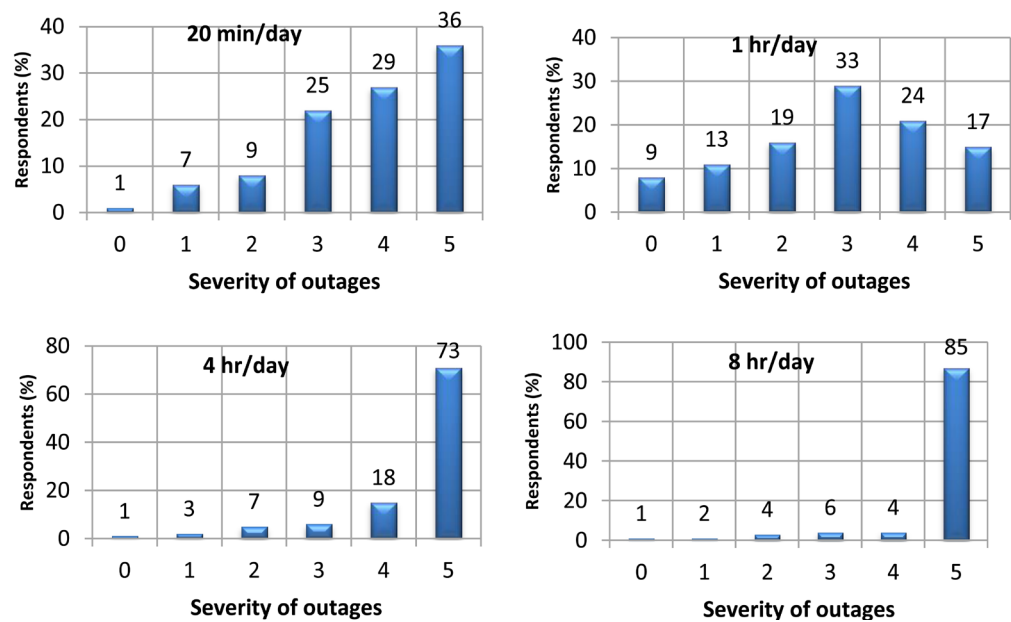 20 min/day
Respondents (%)
40
30
20
10
0
1 7 9 25 29 36
0 1 2 3 4 5
Severity of outages
1 hr/day
Respondents (%)
40
30
20
10
0
9 13 19 33 24 17
0 1 2 3 4 5
Severity of outages
4 hr/day
Respondents (%)
80
60
40
20
0
1 3 7 9 18 73
0 1 2 3 4 5
Severity of outages
8 hr/day
Respondents (%)
100
80
60
40
20
0
1 2 4 6 4 85
0 1 2 3 4 5
Severity of outages